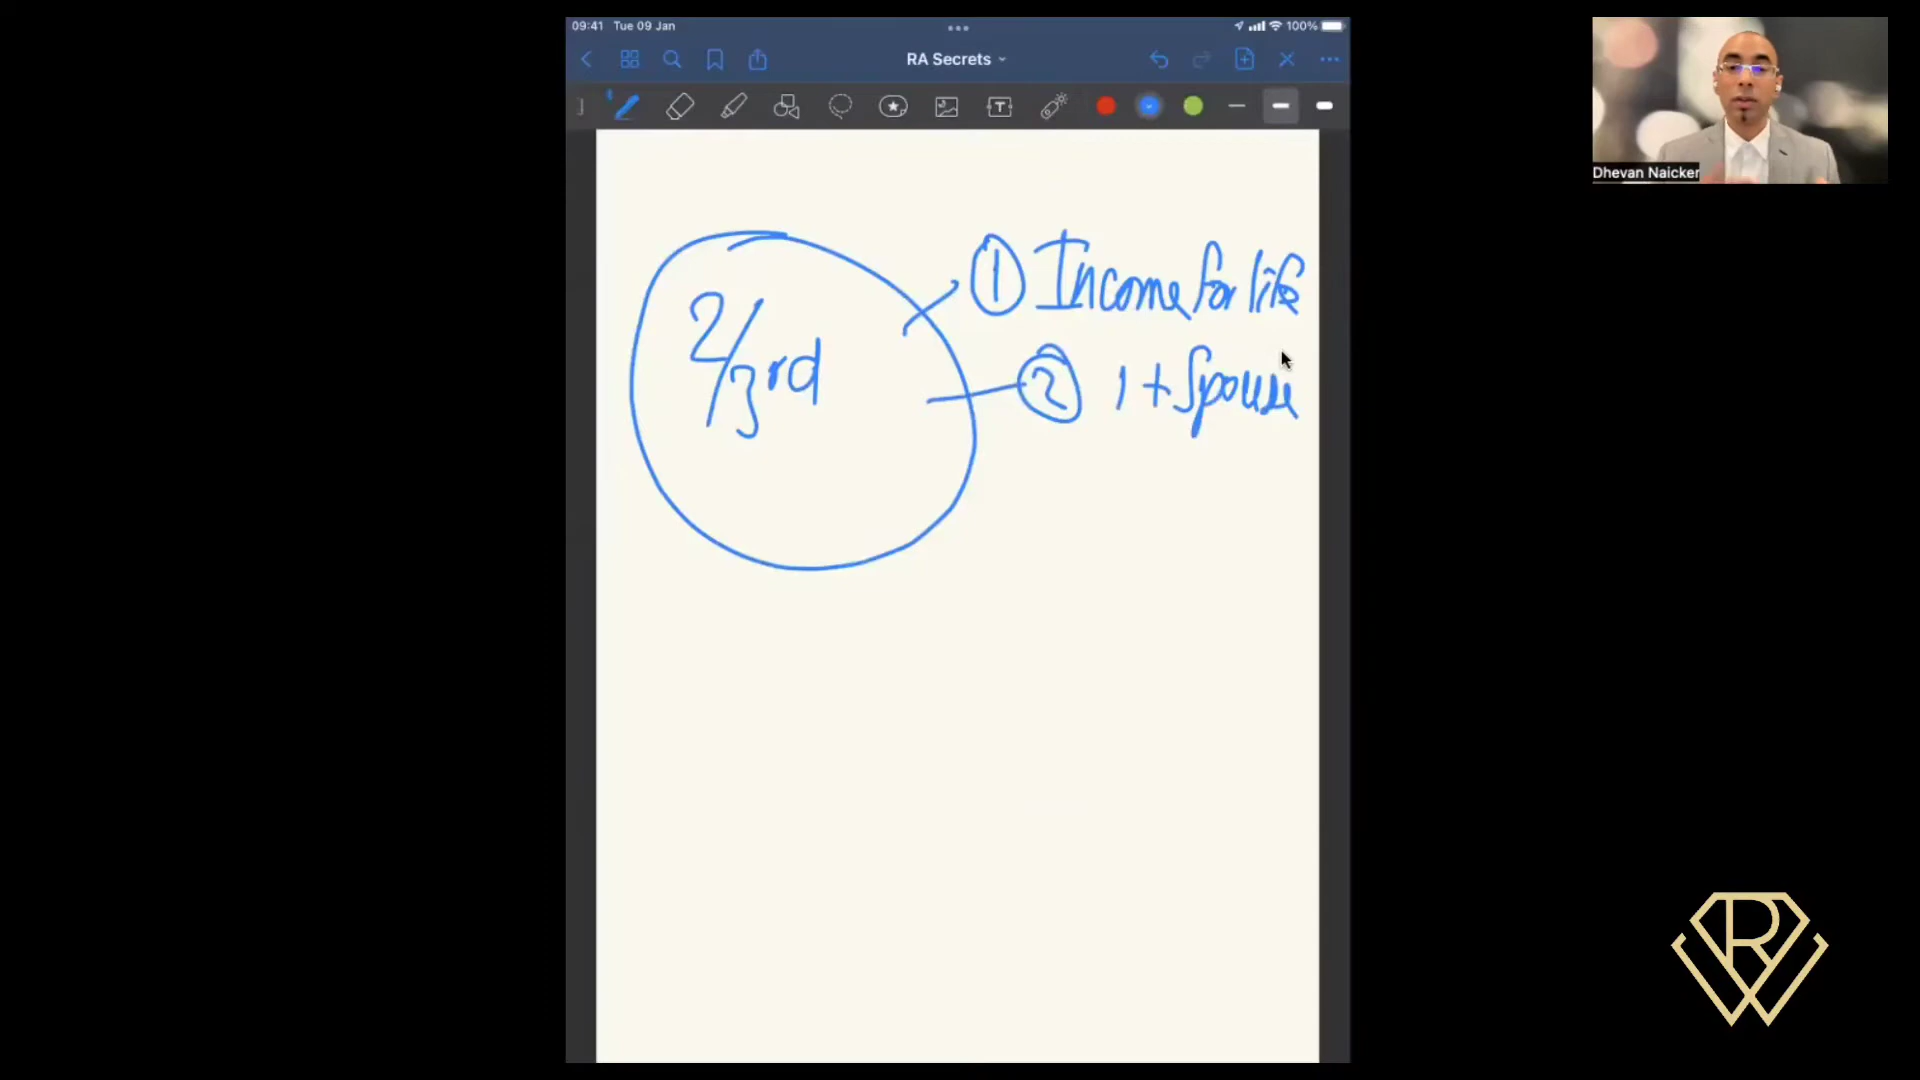 09:41 Tue 09 Jan
100%
RA Secrets
Dhevan Naicker
2/3rd
① Income for life
② 1 + Spouse
RW